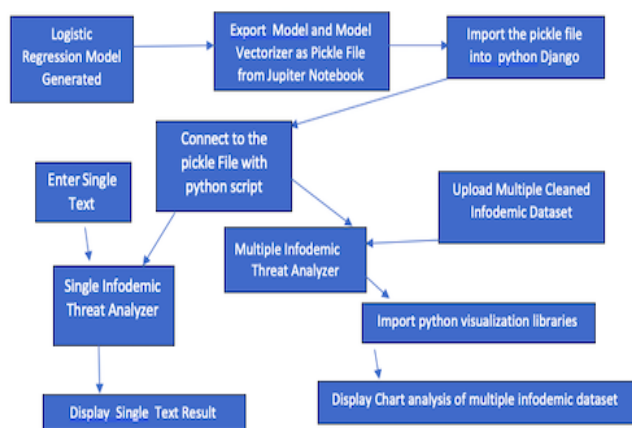 Logistic
Regression Model
Generated
Export Model and Model
Vectorizer as Pickle File
from Jupiter Notebook
Import the pickle file
into python Django
Connect to the
pickle File with
python script
Enter Single
Text
Upload Multiple Cleaned
Infodemic Dataset
Multiple Infodemic
Threat Analyzer
Single Infodemic
Threat Analyzer
Import python visualization libraries
Display Single Text Result
Display Chart analysis of multiple infodemic dataset